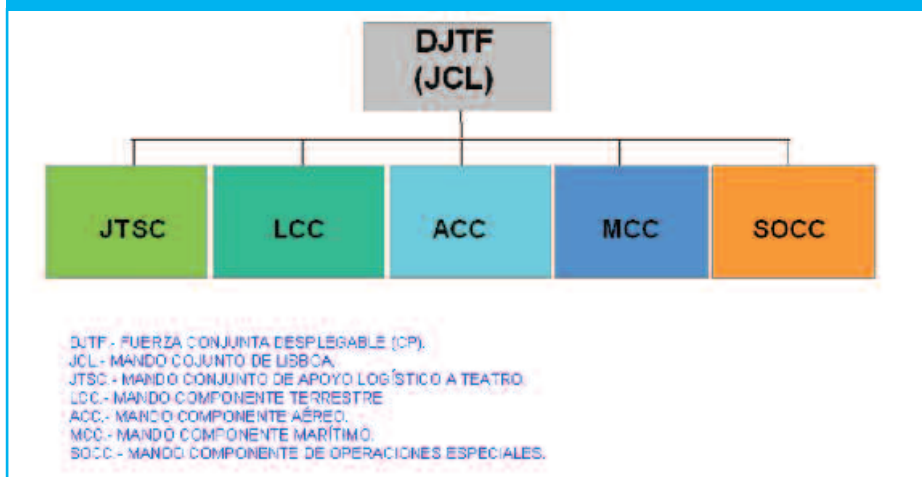 DJTF
(JCL)
JTSC LCC ACC MCC SOCC
DJTF.- FUERZA CONJUNTA DESPLEGABLE (CP).
JCL.- MANDO COJUNTO DE LISBOA.
JTSC.- MANDO CONJUNTO DE APOYO LOGÍSTICO A TEATRO.
LCC.- MANDO COMPONENTE TERRESTRE
ACC.- MANDO COMPONENTE AÉREO.
MCC.- MANDO COMPONENTE MARÍTIMO.
SOCC.- MANDO COMPONENTE DE OPERACIONES ESPECIALES.